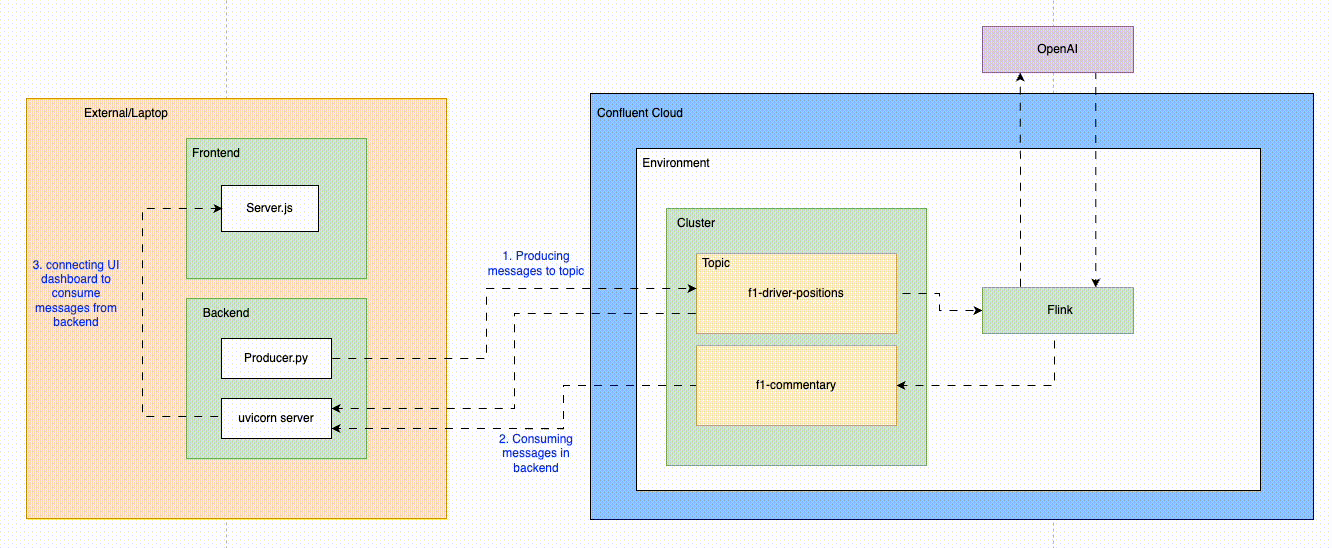 OpenAI
External/Laptop
Confluent Cloud
Frontend
Environment
Server.js
Cluster
3. connecting UI
dashboard to
consume
messages from
backend
1. Producing
messages to topic
Topic
f1-driver-positions
Flink
Backend
Producer.py
f1-commentary
uvicorn server
2. Consuming
messages in
backend